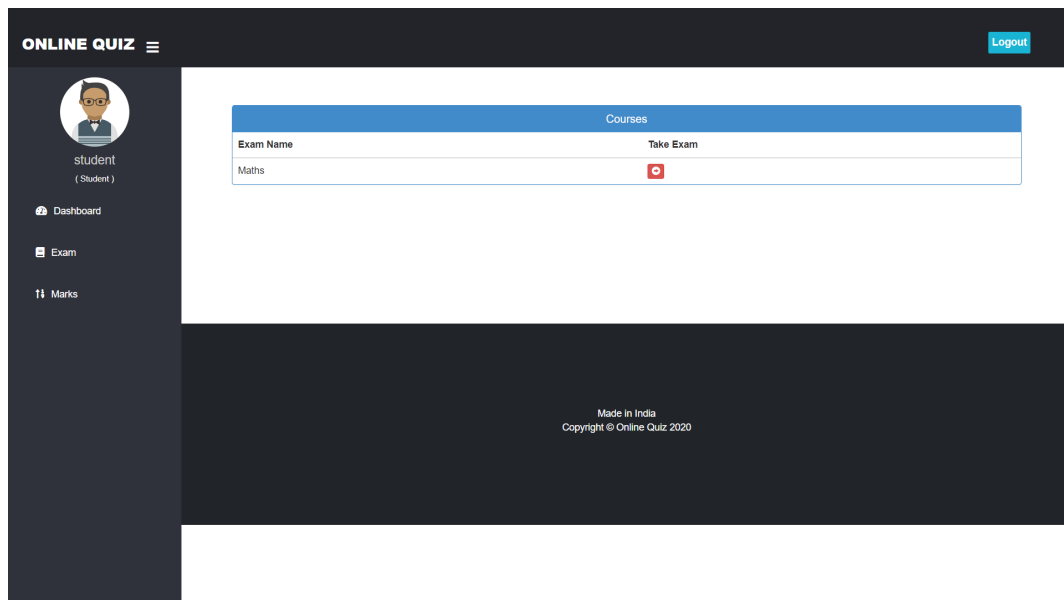 ONLINE QUIZ
Logout
student
( Student )
Dashboard
Exam
Marks
Courses
Exam Name Take Exam
Maths
Made in India
Copyright © Online Quiz 2020